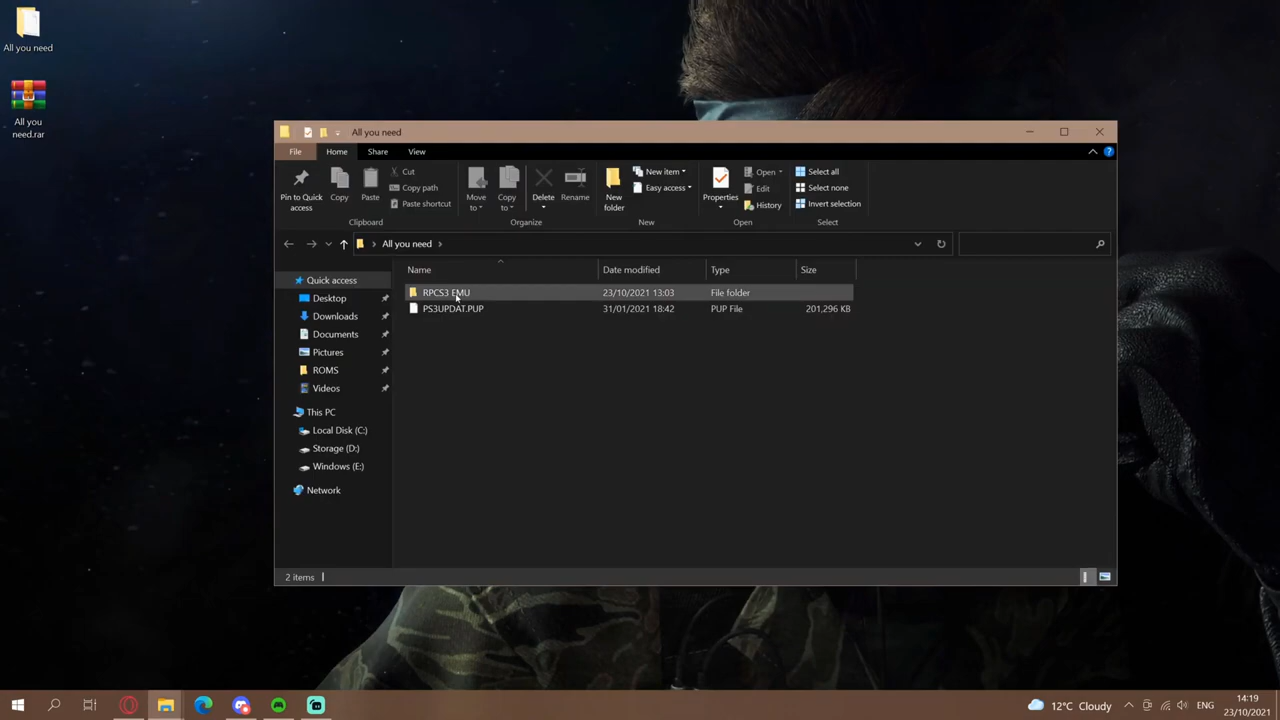 All you need
All you
need.rar
All you need
File
Home
Share
View
Pin to Quick
access
Copy
Paste
Cut
Copy path
Paste shortcut
Clipboard
Move
to
Copy
to
Delete
Rename
Organize
New
folder
New item
Easy access
New
Properties
Open
Edit
History
Open
Select all
Select none
Invert selection
Select
All you need
Name
Date modified
Type
Size
RPCS3 EMU
23/10/2021 13:03
File folder
PS3UPDAT.PUP
31/01/2021 18:42
PUP File
201,296 KB
Quick access
Desktop
Downloads
Documents
Pictures
ROMS
Videos
This PC
Local Disk (C:)
Storage (D:)
Windows (E:)
Network
2 items
12°C Cloudy
ENG
14:19
23/10/2021